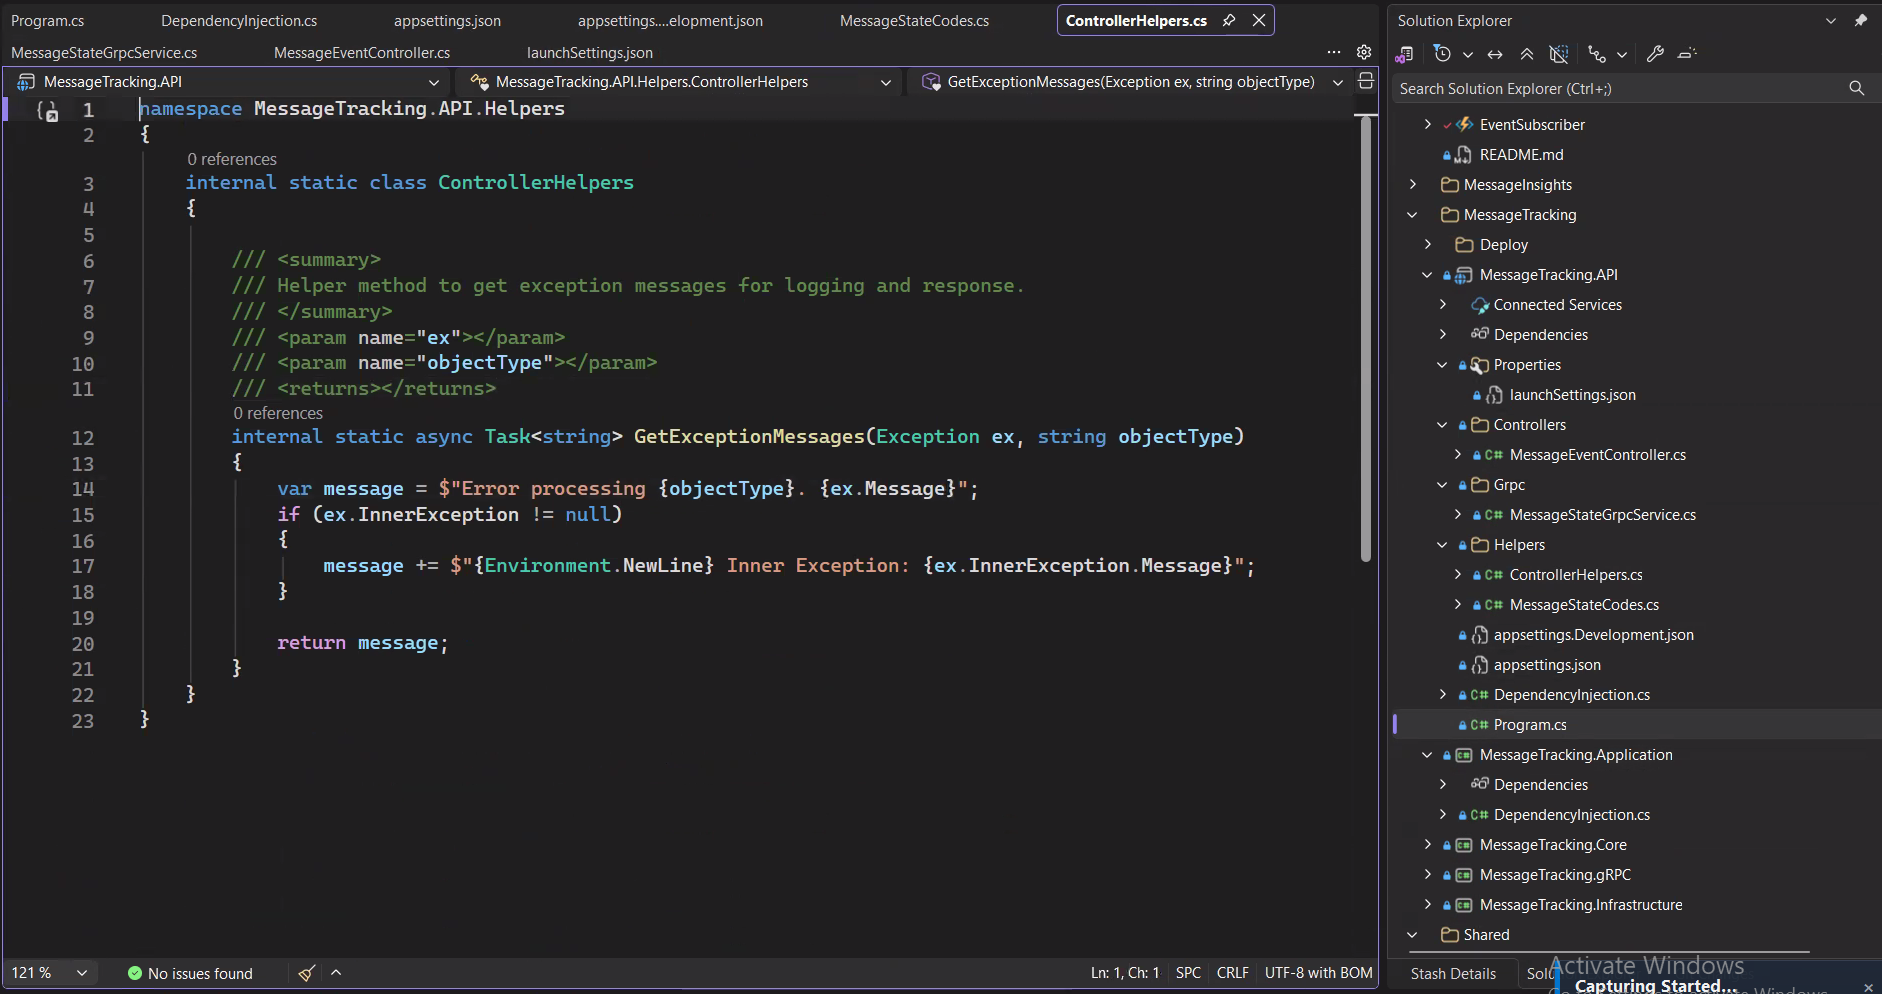 Program.cs DependencyInjection.cs appsettings.json appsettings....elopment.json MessageStateCodes.cs ControllerHelpers.cs
MessageStateGrpcService.cs MessageEventController.cs launchSettings.json
MessageTracking.API MessageTracking.API.Helpers.ControllerHelpers GetExceptionMessages(Exception ex, string objectType)
1 namespace MessageTracking.API.Helpers
2 {
0 references
3 internal static class ControllerHelpers
4 {
5
6 /// <summary>
7 /// Helper method to get exception messages for logging and response.
8 /// </summary>
9 /// <param name="ex"></param>
10 /// <param name="objectType"></param>
11 /// <returns></returns>
0 references
12 internal static async Task<string> GetExceptionMessages(Exception ex, string objectType)
13 {
14 var message = $"Error processing {objectType}. {ex.Message}";
15 if (ex.InnerException != null)
16 {
17 message += $"{Environment.NewLine} Inner Exception: {ex.InnerException.Message}";
18 }
19
20 return message;
21 }
22 }
23 }
121 % No issues found Ln: 1, Ch: 1 SPC CRLF UTF-8 with BOM
Solution Explorer
Search Solution Explorer (Ctrl+;)
EventSubscriber
README.md
MessageInsights
MessageTracking
Deploy
MessageTracking.API
Connected Services
Dependencies
Properties
launchSettings.json
Controllers
C# MessageEventController.cs
Grpc
C# MessageStateGrpcService.cs
Helpers
C# ControllerHelpers.cs
C# MessageStateCodes.cs
appsettings.Development.json
appsettings.json
C# DependencyInjection.cs
C# Program.cs
MessageTracking.Application
Dependencies
C# DependencyInjection.cs
MessageTracking.Core
MessageTracking.gRPC
MessageTracking.Infrastructure
Shared
Stash Details Solu
Activate Windows
Capturing Started...